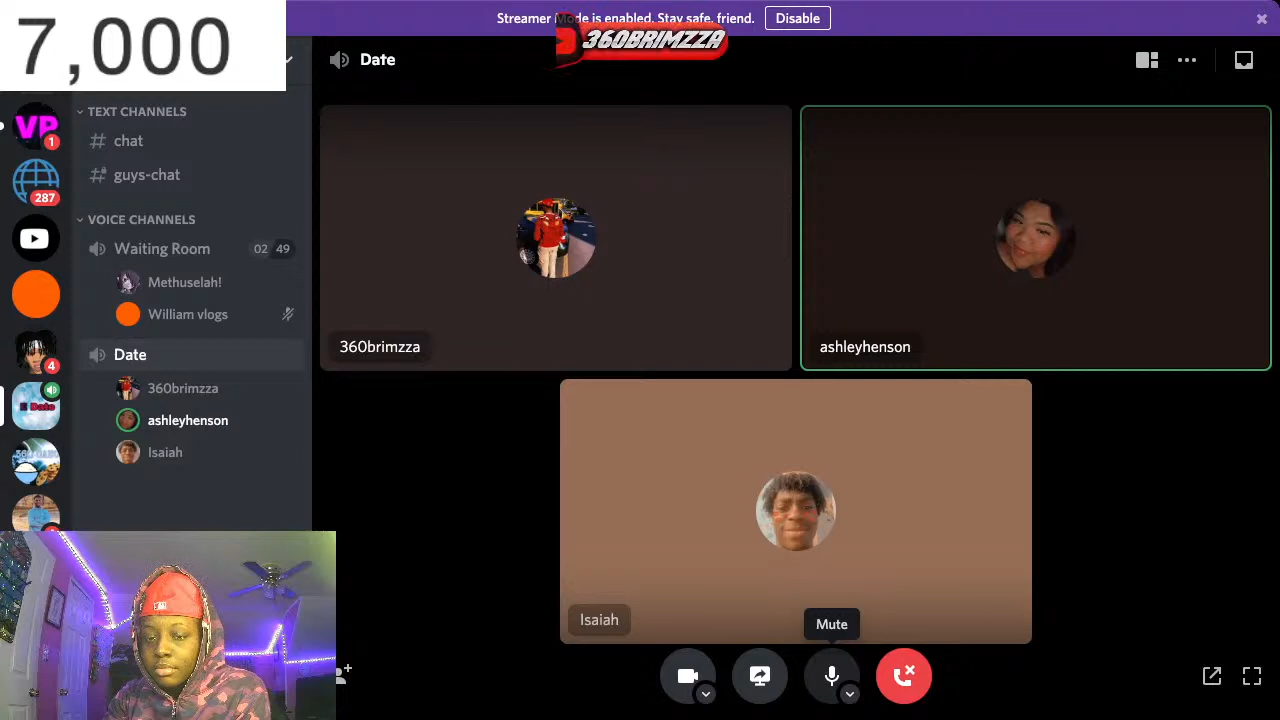 7,000
Streamer Mode is enabled. Stay safe, friend.
Disable
360BRIMZZA
Date
TEXT CHANNELS
chat
guys-chat
VOICE CHANNELS
Waiting Room 02 49
Methuselah!
William vlogs
Date
360brimzza
ashleyhenson
Isaiah
VP
1
287
4
360brimzza
ashleyhenson
Isaiah
Mute